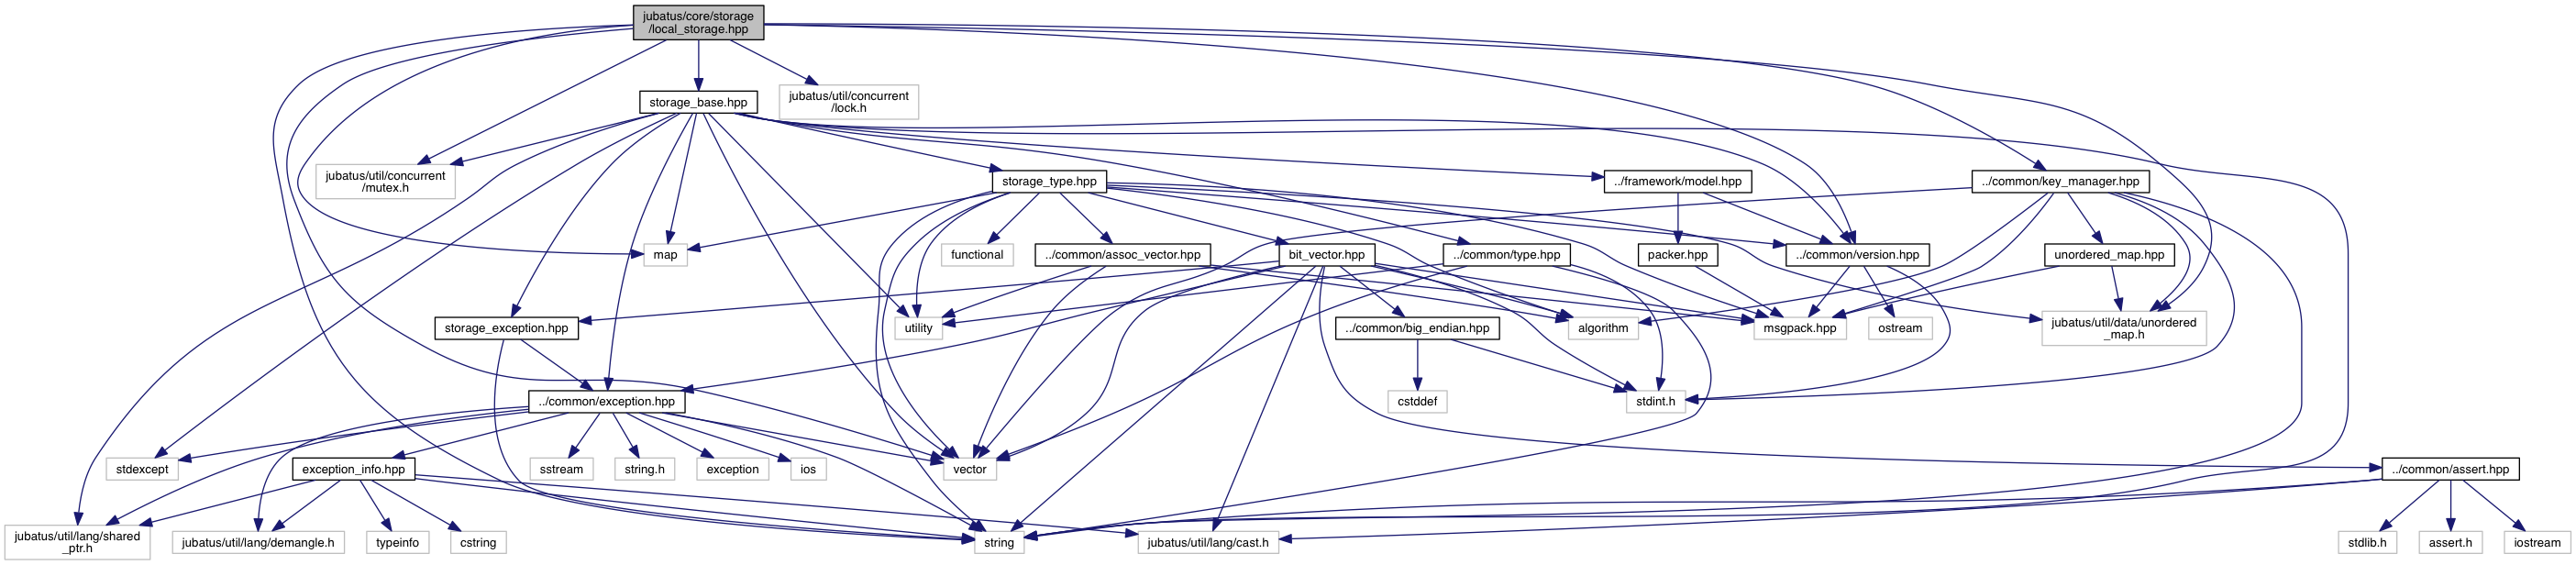 jubatus/core/storage
/local_storage.hpp
storage_base.hpp
jubatus/util/concurrent
/lock.h
jubatus/util/concurrent
/mutex.h
storage_type.hpp
../framework/model.hpp
../common/key_manager.hpp
map
functional
../common/assoc_vector.hpp
bit_vector.hpp
../common/type.hpp
packer.hpp
../common/version.hpp
unordered_map.hpp
storage_exception.hpp
utility
../common/big_endian.hpp
algorithm
msgpack.hpp
ostream
jubatus/util/data/unordered
_map.h
../common/exception.hpp
cstddef
stdint.h
stdexcept
exception_info.hpp
sstream
string.h
exception
ios
vector
../common/assert.hpp
jubatus/util/lang/shared
_ptr.h
jubatus/util/lang/demangle.h
typeinfo
cstring
string
jubatus/util/lang/cast.h
stdlib.h
assert.h
iostream